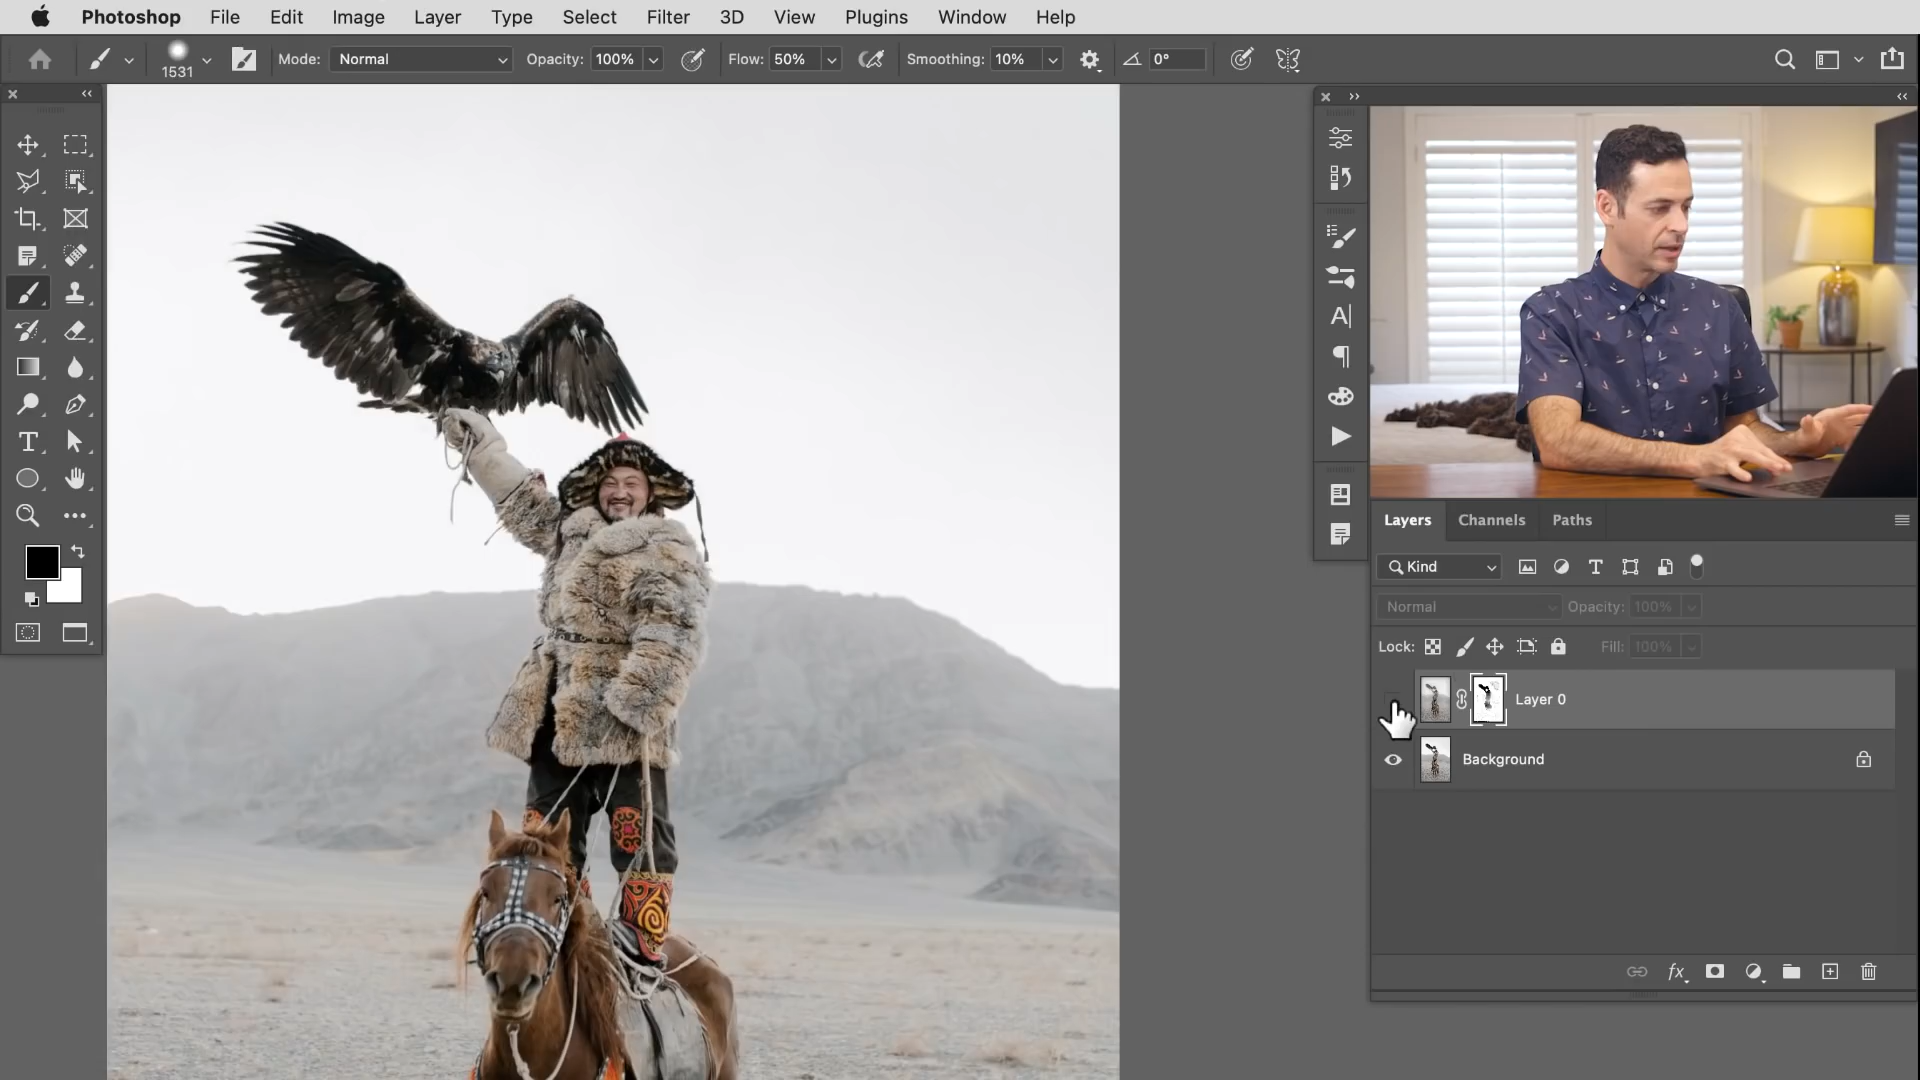 Photoshop File Edit Image Layer Type Select Filter 3D View Plugins Window Help
1531 Mode: Normal Opacity: 100% Flow: 50% Smoothing: 10% 0°
Layers Channels Paths
Kind
Normal Opacity: 100%
Lock: Fill: 100%
Layer 0
Background